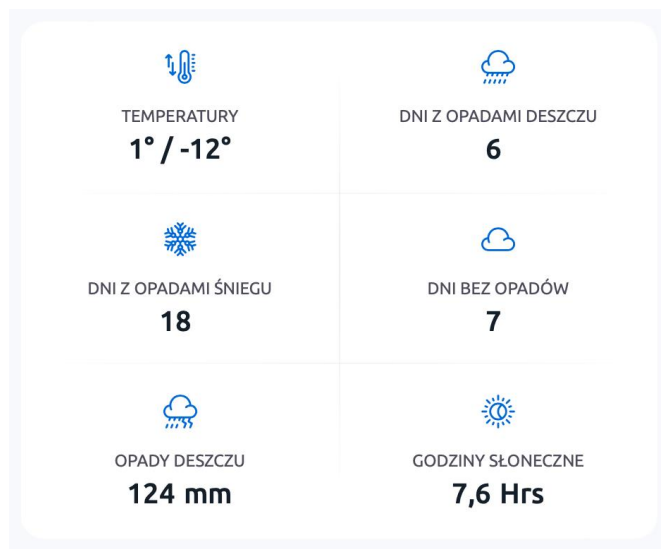 TEMPERATURY
1° / -12°
DNI Z OPADAMI DESZCZU
6
DNI Z OPADAMI ŚNIEGU
18
DNI BEZ OPADÓW
7
OPADY DESZCZU
124 mm
GODZINY SŁONECZNE
7,6 Hrs